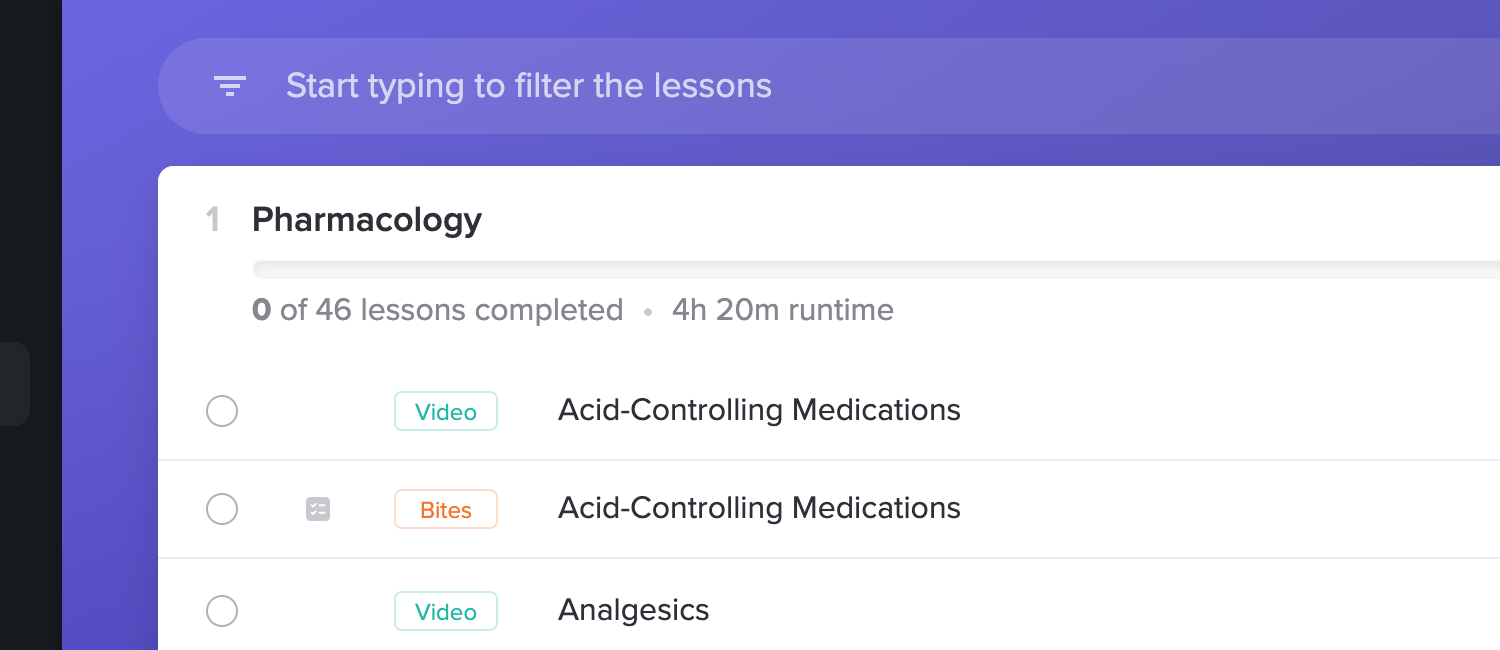 Start typing to filter the lessons
1 Pharmacology
0 of 46 lessons completed • 4h 20m runtime
Video Acid-Controlling Medications
Bites Acid-Controlling Medications
Video Analgesics